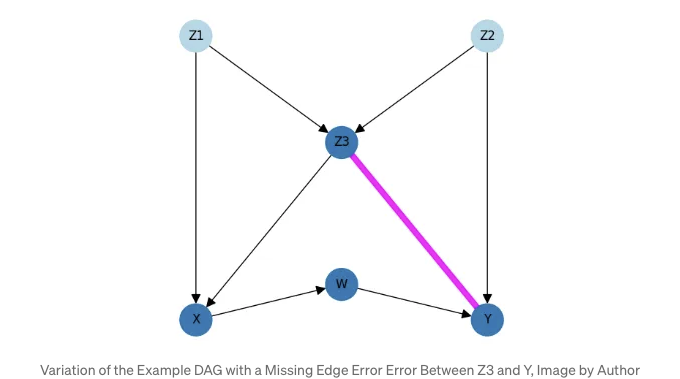 Z1
Z2
Z3
W
X
Y
Variation of the Example DAG with a Missing Edge Error Error Between Z3 and Y, Image by Author